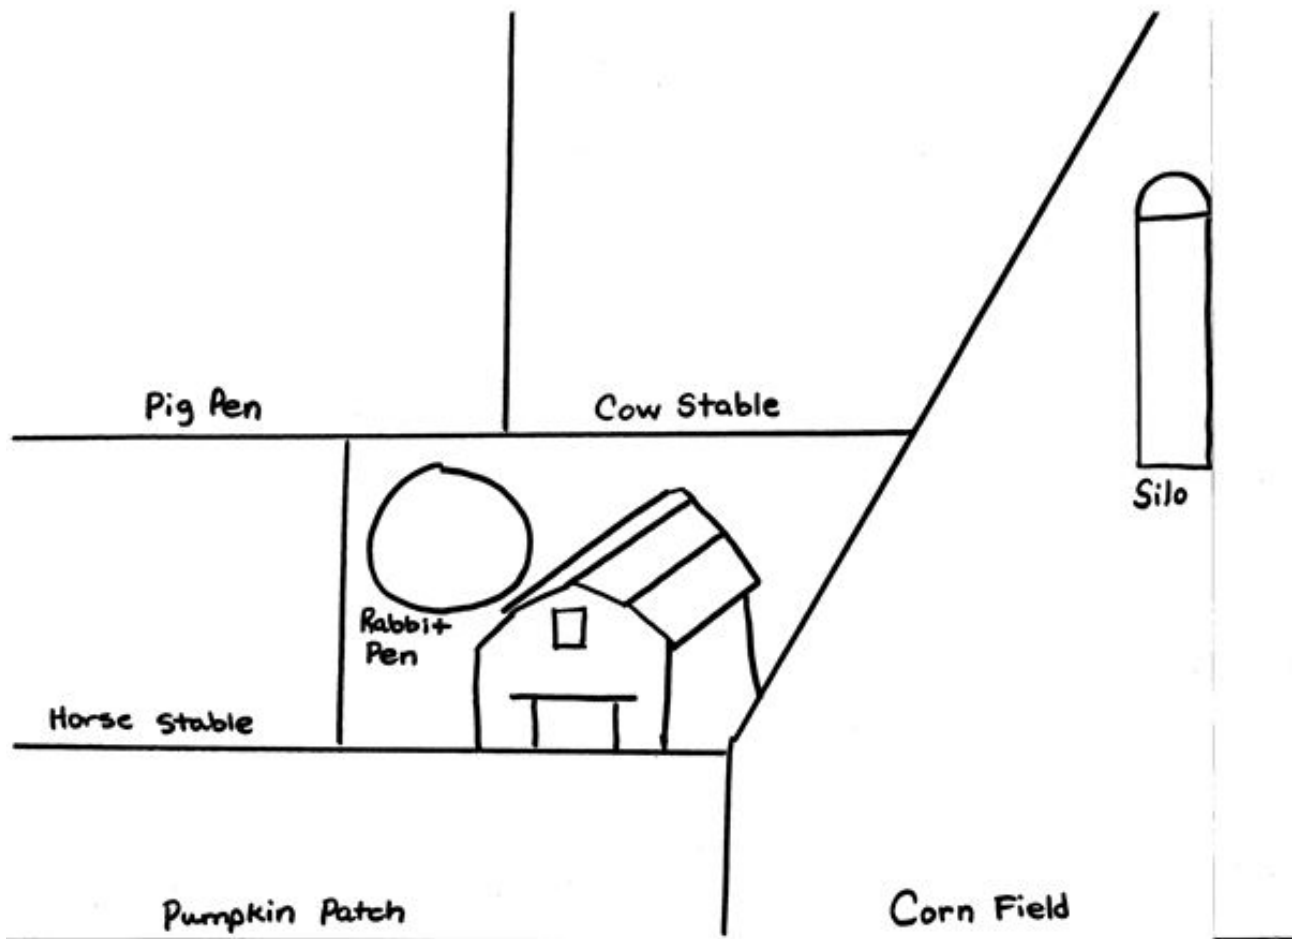 Pig Pen
Cow Stable
Silo
Rabbit
Pen
Horse Stable
Pumpkin Patch
Corn Field